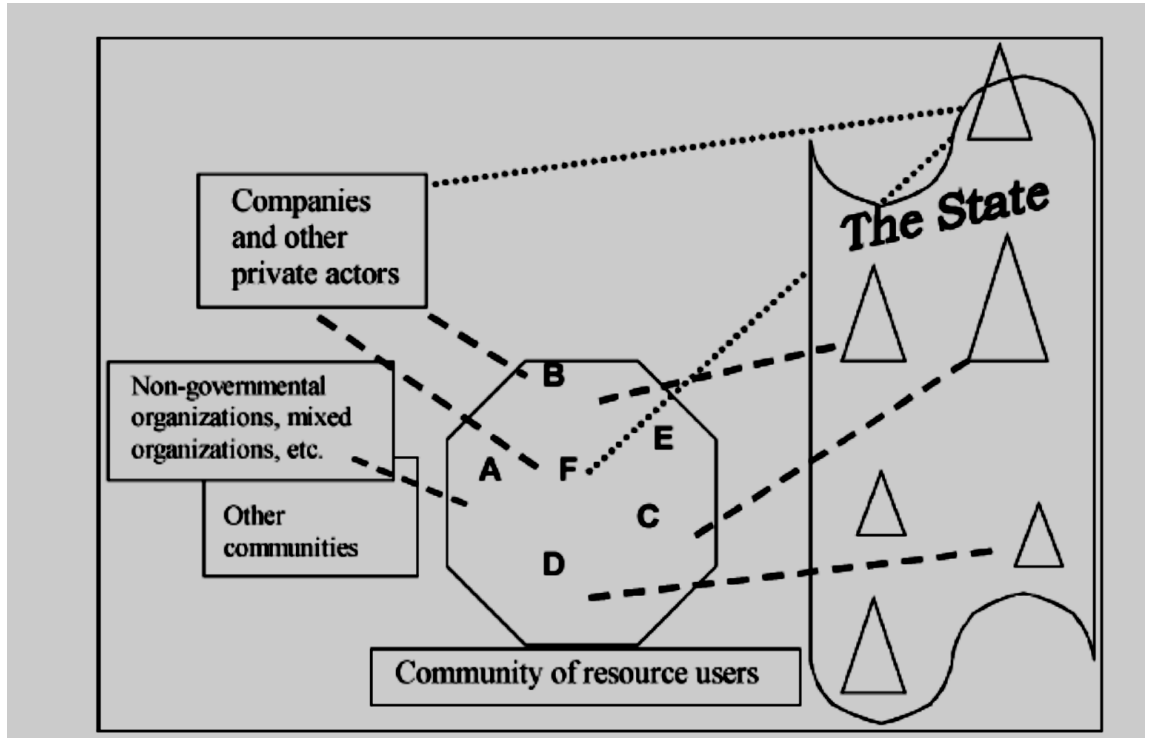 Companies
and other
private actors
The State
Non-governmental
organizations, mixed
organizations, etc.
Other
communities
B
E
A
F
C
D
Community of resource users